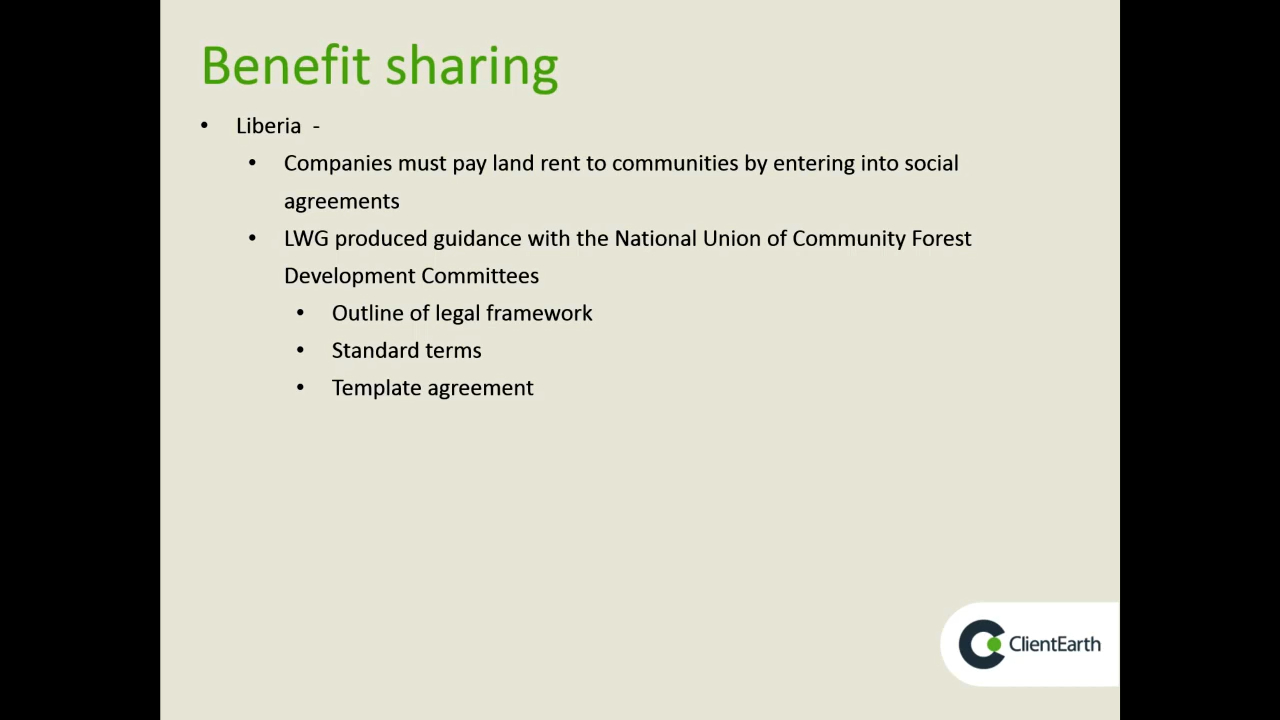 Benefit sharing
• Liberia -
• Companies must pay land rent to communities by entering into social
agreements
• LWG produced guidance with the National Union of Community Forest
Development Committees
• Outline of legal framework
• Standard terms
• Template agreement
ClientEarth